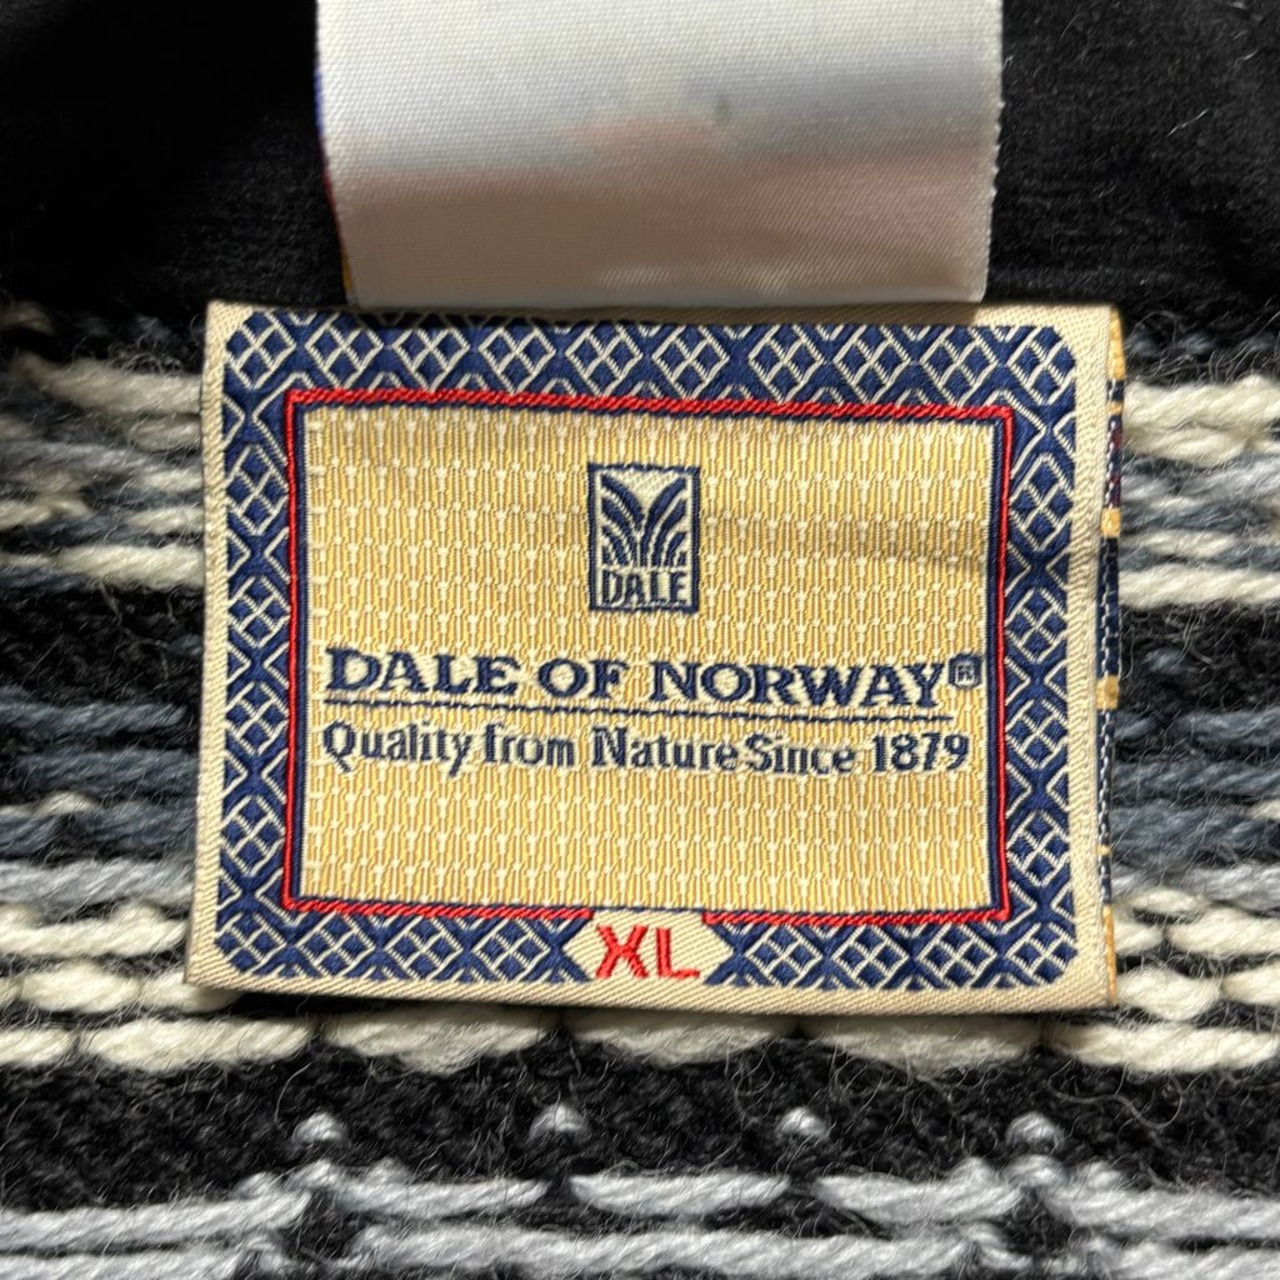 DALE
DALE OF NORWAY®
Quality from Nature Since 1879
XL